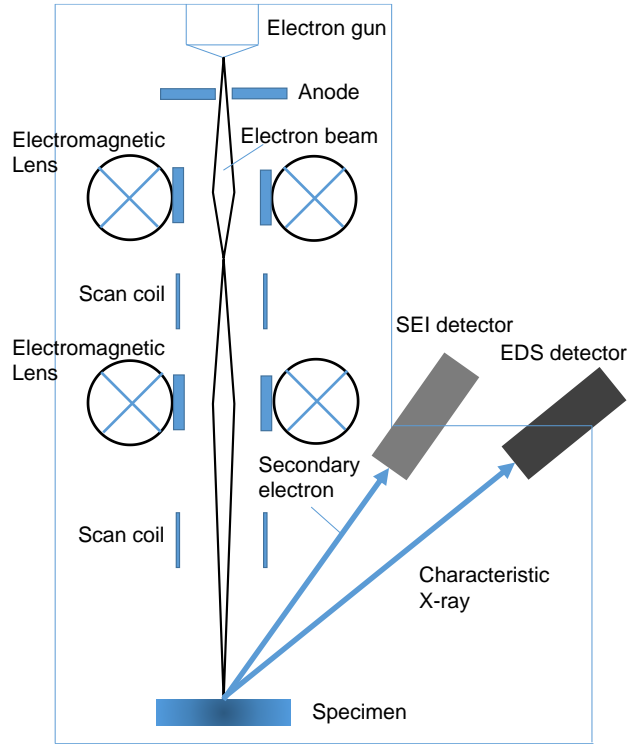 Electron gun
Anode
Electromagnetic
Lens
Electron beam
Scan coil
SEI detector
EDS detector
Electromagnetic
Lens
Secondary
electron
Scan coil
Characteristic
X-ray
Specimen